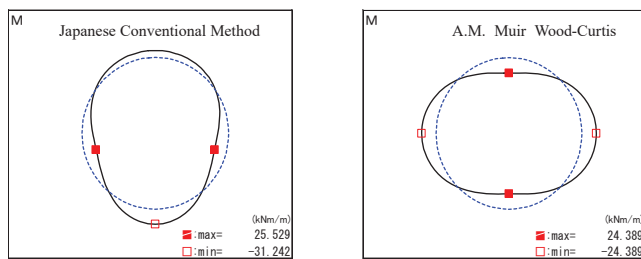 M
Japanese Conventional Method
(kNm/m)
:max= 25.529
:min= -31.242
M
A.M. Muir Wood-Curtis
(kNm/m)
:max= 24.389
:min= -24.389